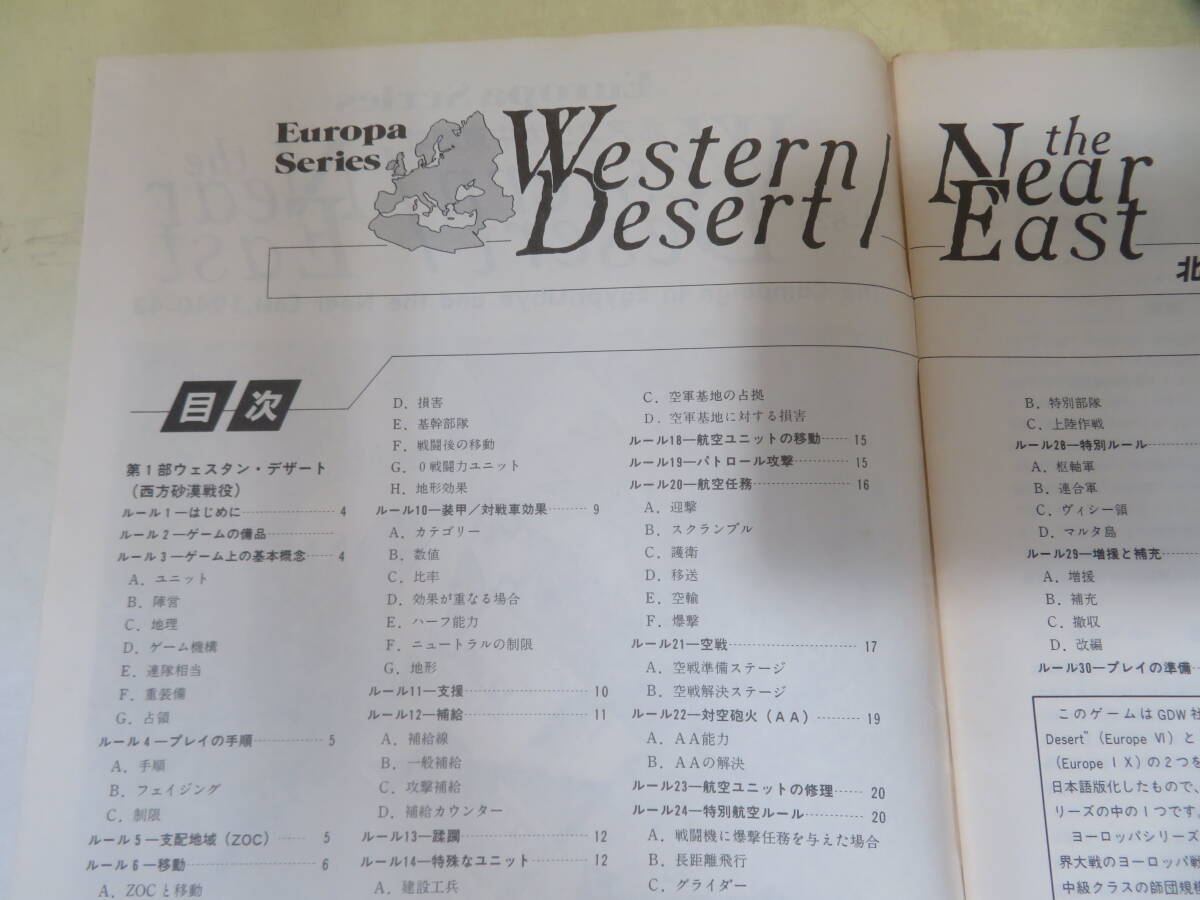 Europa
Series
Western
Desert /
the
Near
East
北
目次
第1部ウェスタン・デザート
(西方砂漠戦役)
ルール1―はじめに 4
ルール2―ゲームの備品
ルール3―ゲーム上の基本概念 4
A. ユニット
B. 陣営
C. 地理
D. ゲーム機構
E. 連隊相当
F. 重装備
G. 占領
ルール4―プレイの手順 5
A. 手順
B. フェイジング
C. 制限
ルール5―支配地域(ZOC) 5
ルール6―移動 6
A. ZOCと移動
D. 損害
E. 基幹部隊
F. 戦闘後の移動
G. 0戦闘力ユニット
H. 地形効果
ルール10―装甲/対戦車効果 9
A. カテゴリー
B. 数値
C. 比率
D. 効果が重なる場合
E. ハーフ能力
F. ニュートラルの制限
G. 地形
ルール11―支援 10
ルール12―補給 11
A. 補給線
B. 一般補給
C. 攻撃補給
D. 補給カウンター
ルール13―蹂躙 12
ルール14―特殊なユニット 12
A. 建設工兵
C. 空軍基地の占拠
D. 空軍基地に対する損害
ルール18―航空ユニットの移動 15
ルール19―パトロール攻撃 15
ルール20―航空任務 16
A. 迎撃
B. スクランブル
C. 護衛
D. 移送
E. 空輸
F. 爆撃
ルール21―空戦 17
A. 空戦準備ステージ
B. 空戦解決ステージ
ルール22―対空砲火(AA) 19
A. AA能力
B. AAの解決
ルール23―航空ユニットの修理 20
ルール24―特別航空ルール 20
A. 戦闘機に爆撃任務を与えた場合
B. 長距離飛行
C. グライダー
B. 特別部隊
C. 上陸作戦
ルール28―特別ルール
A. 枢軸軍
B. 連合軍
C. ヴィシー領
D. マルタ島
ルール29―増援と補充
A. 増援
B. 補充
C. 撤収
D. 改編
ルール30―プレイの準備
このゲームはGDW社
Desert" (Europe VI) と
(Europe IX) の2つを
日本語版化したもので、
リーズの中の1つです。
ヨーロッパシリーズ
界大戦のヨーロッパ戦
中級クラスの師団規模